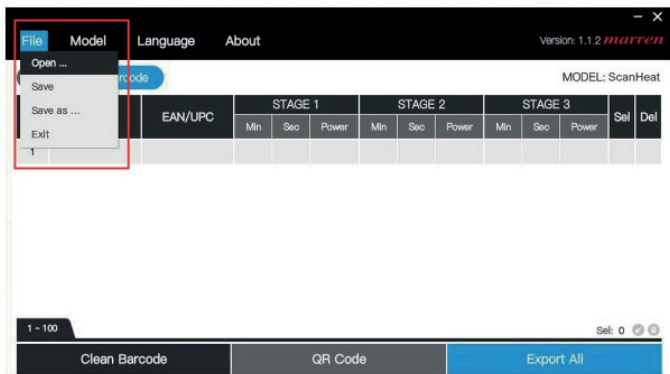 File Model Language About Version: 1.1.2 marren
Open ...
Save
Save as ...
Exit
rcode
MODEL: ScanHeat
EAN/UPC STAGE 1 STAGE 2 STAGE 3 Sel Del
Min Sec Power Min Sec Power Min Sec Power
1
1 ~ 100 Sel: 0
Clean Barcode QR Code Export All